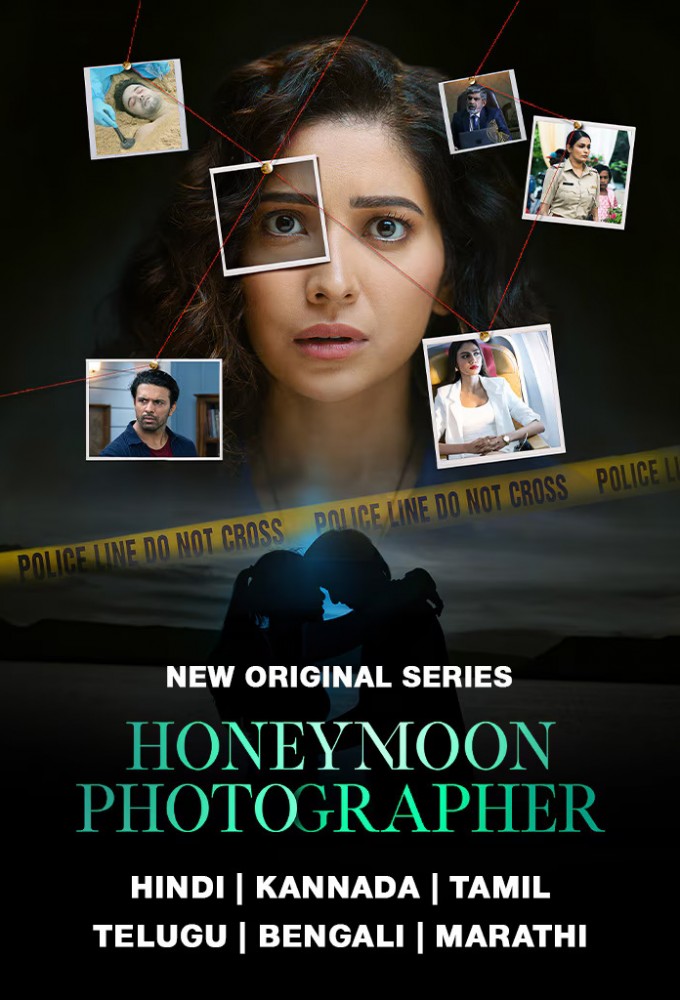 POLICE LINE DO NOT CROSS POLICE LINE DO NOT CROSS POLICE LI
NEW ORIGINAL SERIES
HONEYMOON
PHOTOGRAPHER
HINDI | KANNADA | TAMIL
TELUGU | BENGALI | MARATHI